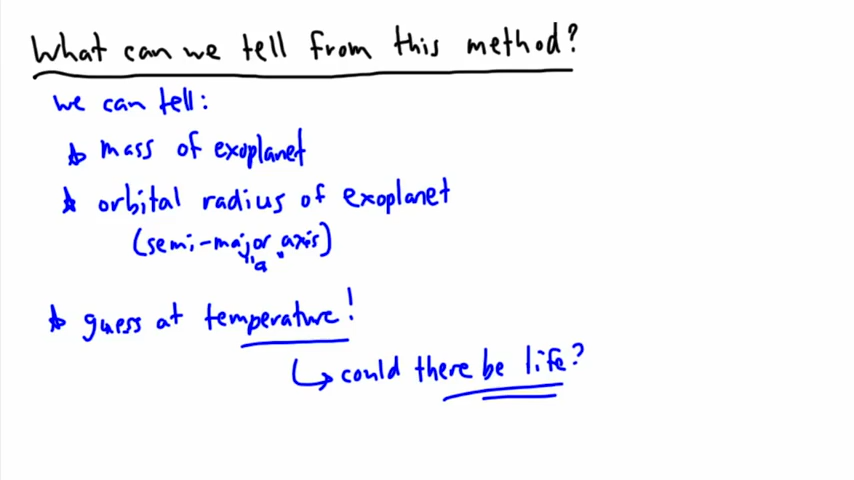 What can we tell from this method?
we can tell:
mass of exoplanet
orbital radius of exoplanet
(semi-major axis)
"a"
guess at temperature!
could there be life?